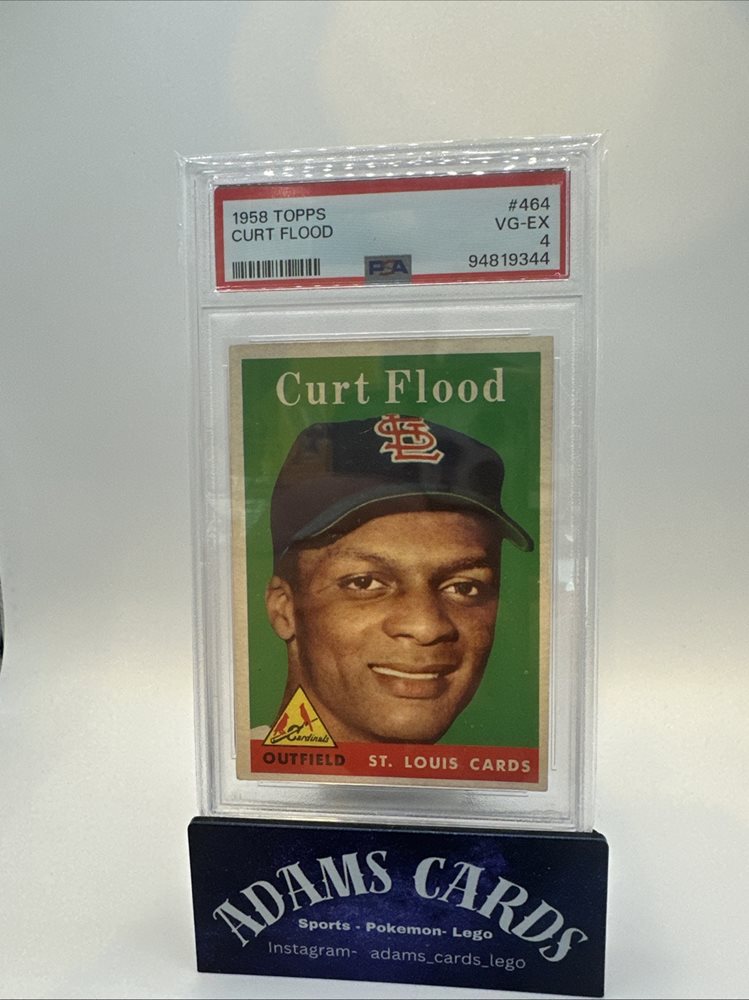 1958 TOPPS #464
CURT FLOOD VG-EX
4
PSA 94819344
Curt Flood
STL
Cardinals
OUTFIELD ST. LOUIS CARDS
ADAMS CARDS
Sports - Pokemon- Lego
Instagram- adams_cards_lego